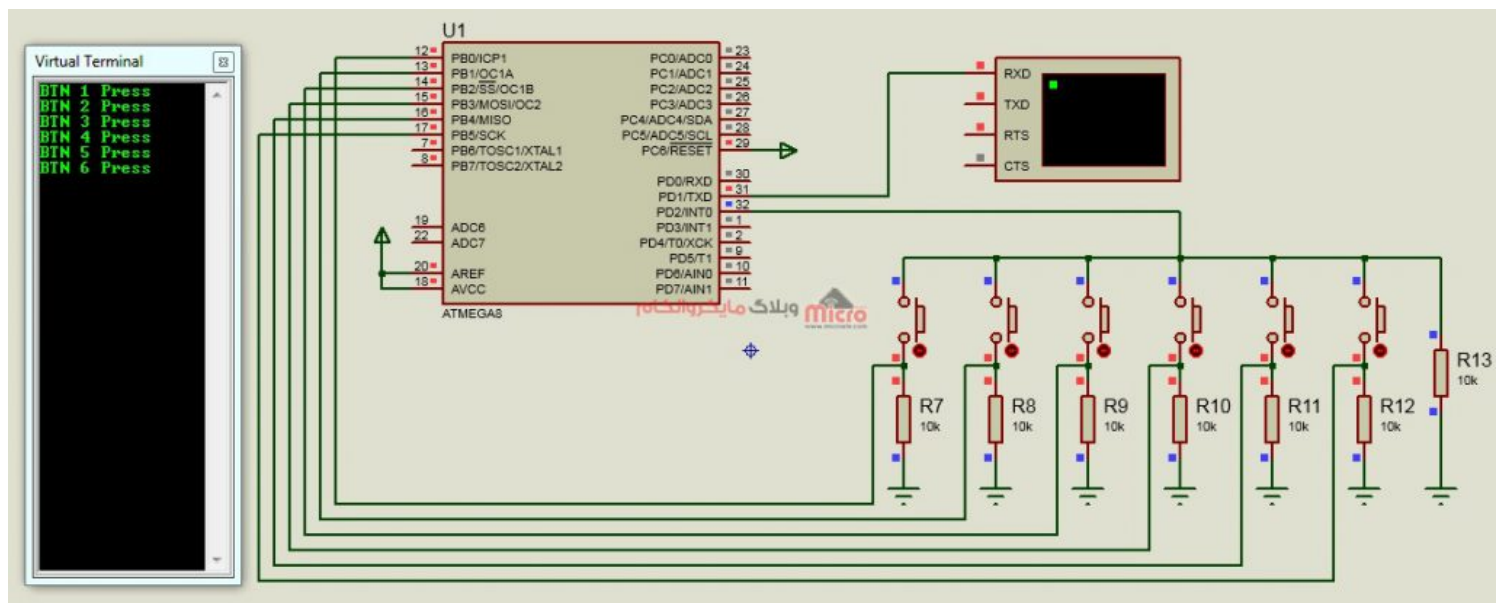 Virtual Terminal
BTN 1 Press
BTN 2 Press
BTN 3 Press
BTN 4 Press
BTN 5 Press
BTN 6 Press
U1
12 PB0/ICP1
13 PB1/OC1A
14 PB2/SS/OC1B
15 PB3/MOSI/OC2
16 PB4/MISO
17 PB5/SCK
7 PB6/TOSC1/XTAL1
8 PB7/TOSC2/XTAL2
19 ADC6
22 ADC7
20 AREF
18 AVCC
PC0/ADC0 23
PC1/ADC1 24
PC2/ADC2 25
PC3/ADC3 26
PC4/ADC4/SDA 27
PC5/ADC5/SCL 28
PC6/RESET 29
PD0/RXD 30
PD1/TXD 31
PD2/INT0 32
PD3/INT1 1
PD4/T0/XCK 2
PD5/T1 9
PD6/AIN0 10
PD7/AIN1 11
ATMEGA8
RXD
TXD
RTS
CTS
وبلاگ مایکروالکام
Micro
R7
10k
R8
10k
R9
10k
R10
10k
R11
10k
R12
10k
R13
10k